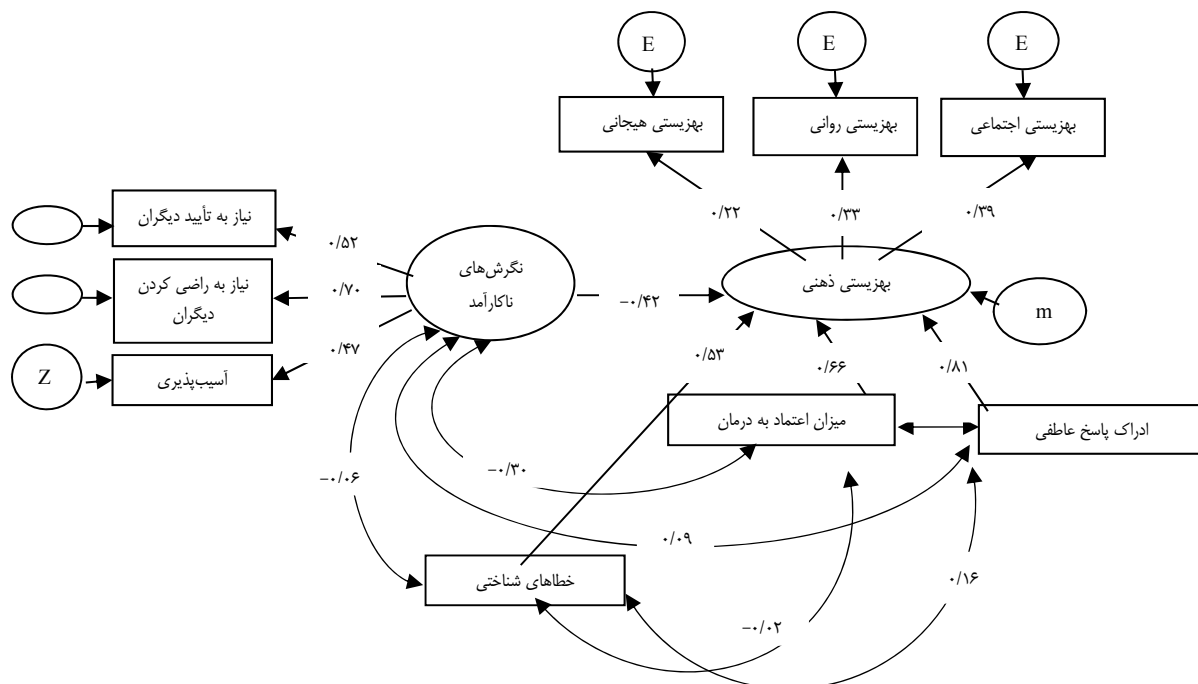 E
E
E
بهزیستی هیجانی
بهزیستی روانی
بهزیستی اجتماعی
نیاز به تأیید دیگران
۰/۲۲
۰/۳۳
۰/۳۹
۰/۵۲
نگرش‌های
ناکارآمد
نیاز به راضی کردن
دیگران
۰/۷۰
−۰/۴۲
بهزیستی ذهنی
m
۰/۴۷
Z
آسیب‌پذیری
۰/۵۳
۰/۶۶
۰/۸۱
میزان اعتماد به درمان
ادراک پاسخ عاطفی
−۰/۰۶
−۰/۳۰
۰/۰۹
خطاهای شناختی
۰/۱۶
−۰/۰۲